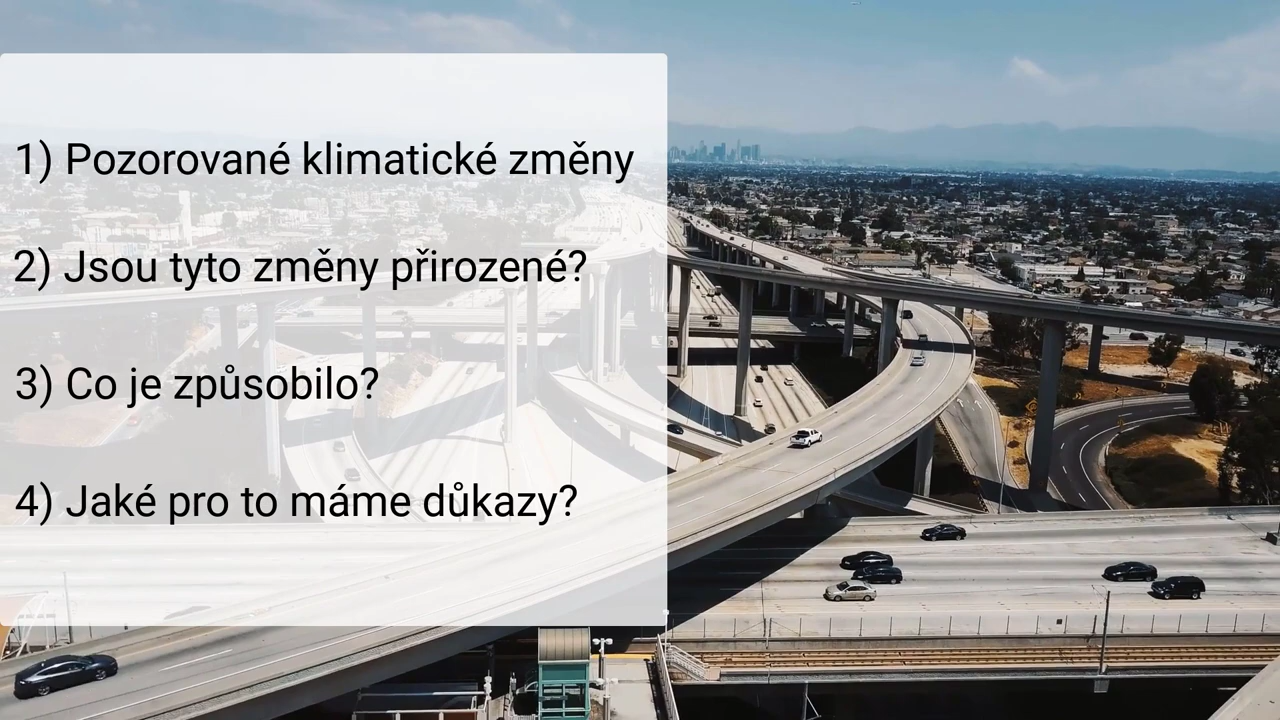 1) Pozorované klimatické změny
2) Jsou tyto změny přirozené?
3) Co je způsobilo?
4) Jaké pro to máme důkazy?